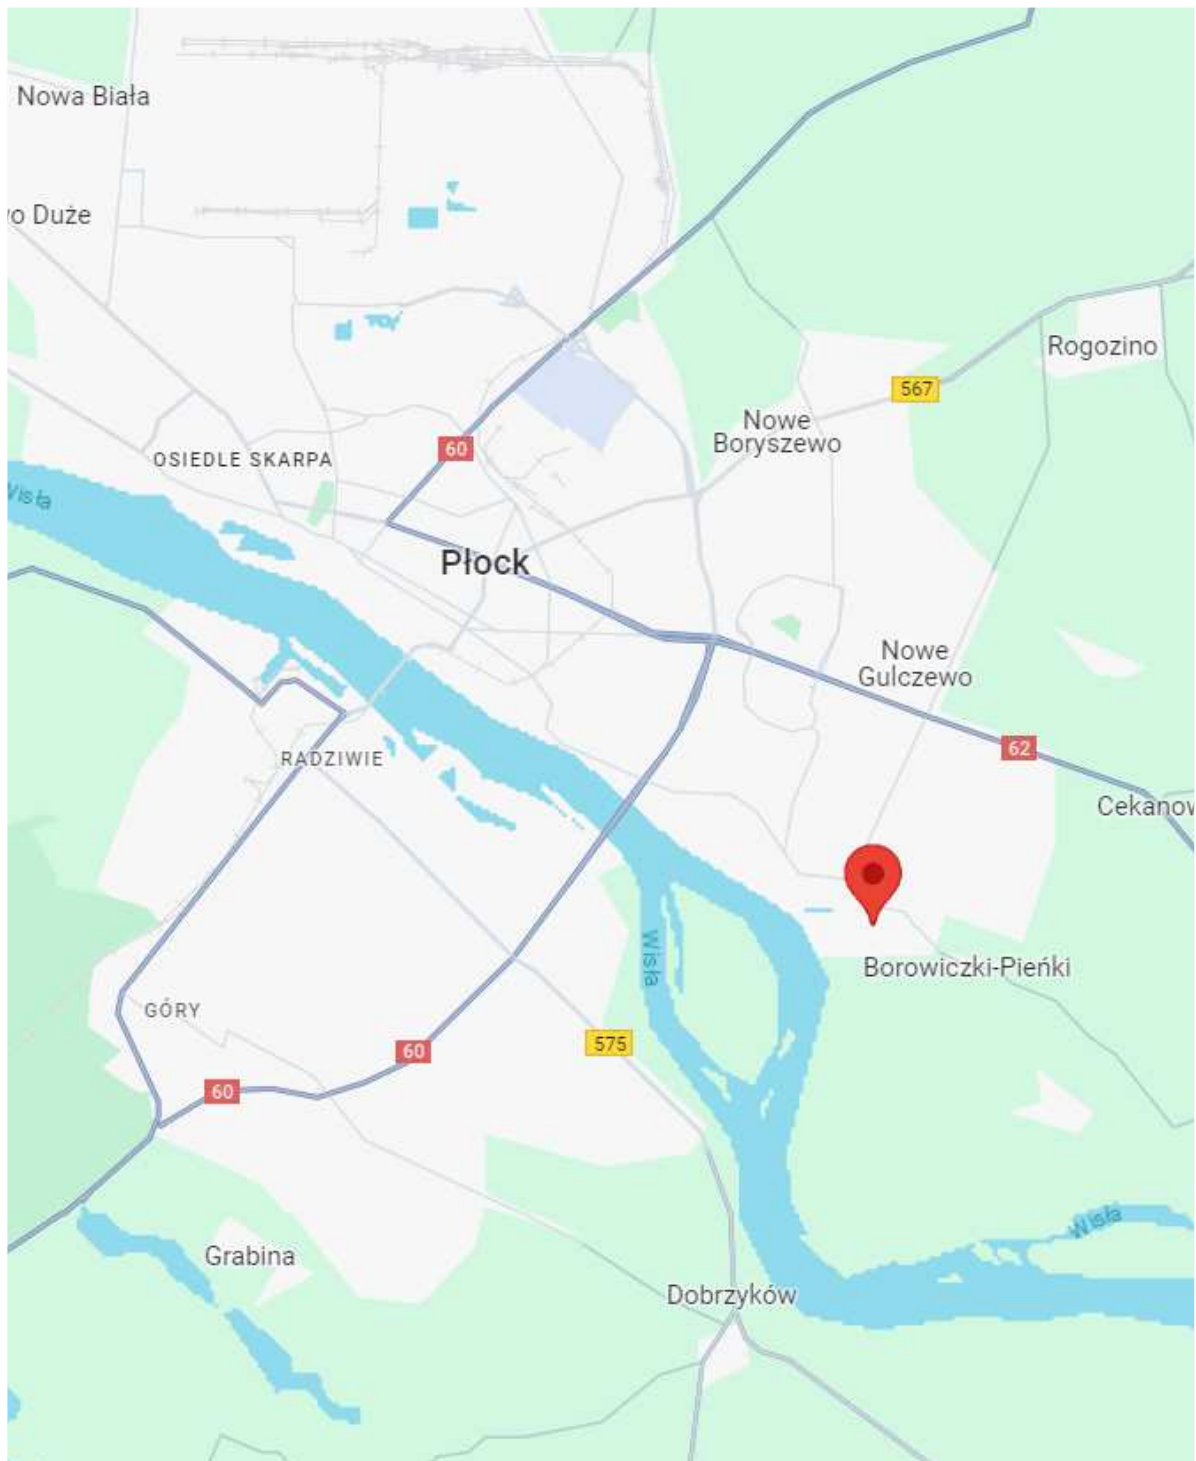 Nowa Biała
o Duże
Rogozino
567
Nowe
Boryszewo
60
OSIEDLE SKARPA
Wisła
Płock
Nowe
Gulczewo
62
RADZIWIE
Cekanow
Wisła
Borowiczki-Pieńki
GÓRY
575
60
60
Wisła
Grabina
Dobrzyków